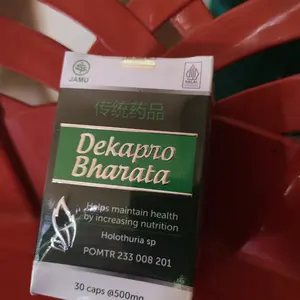 JAMU
传统药品
Dekapro
Bharata
Helps maintain health
by increasing nutrition
Holothuria sp
POMTR 233 008 201
30 caps @500mg